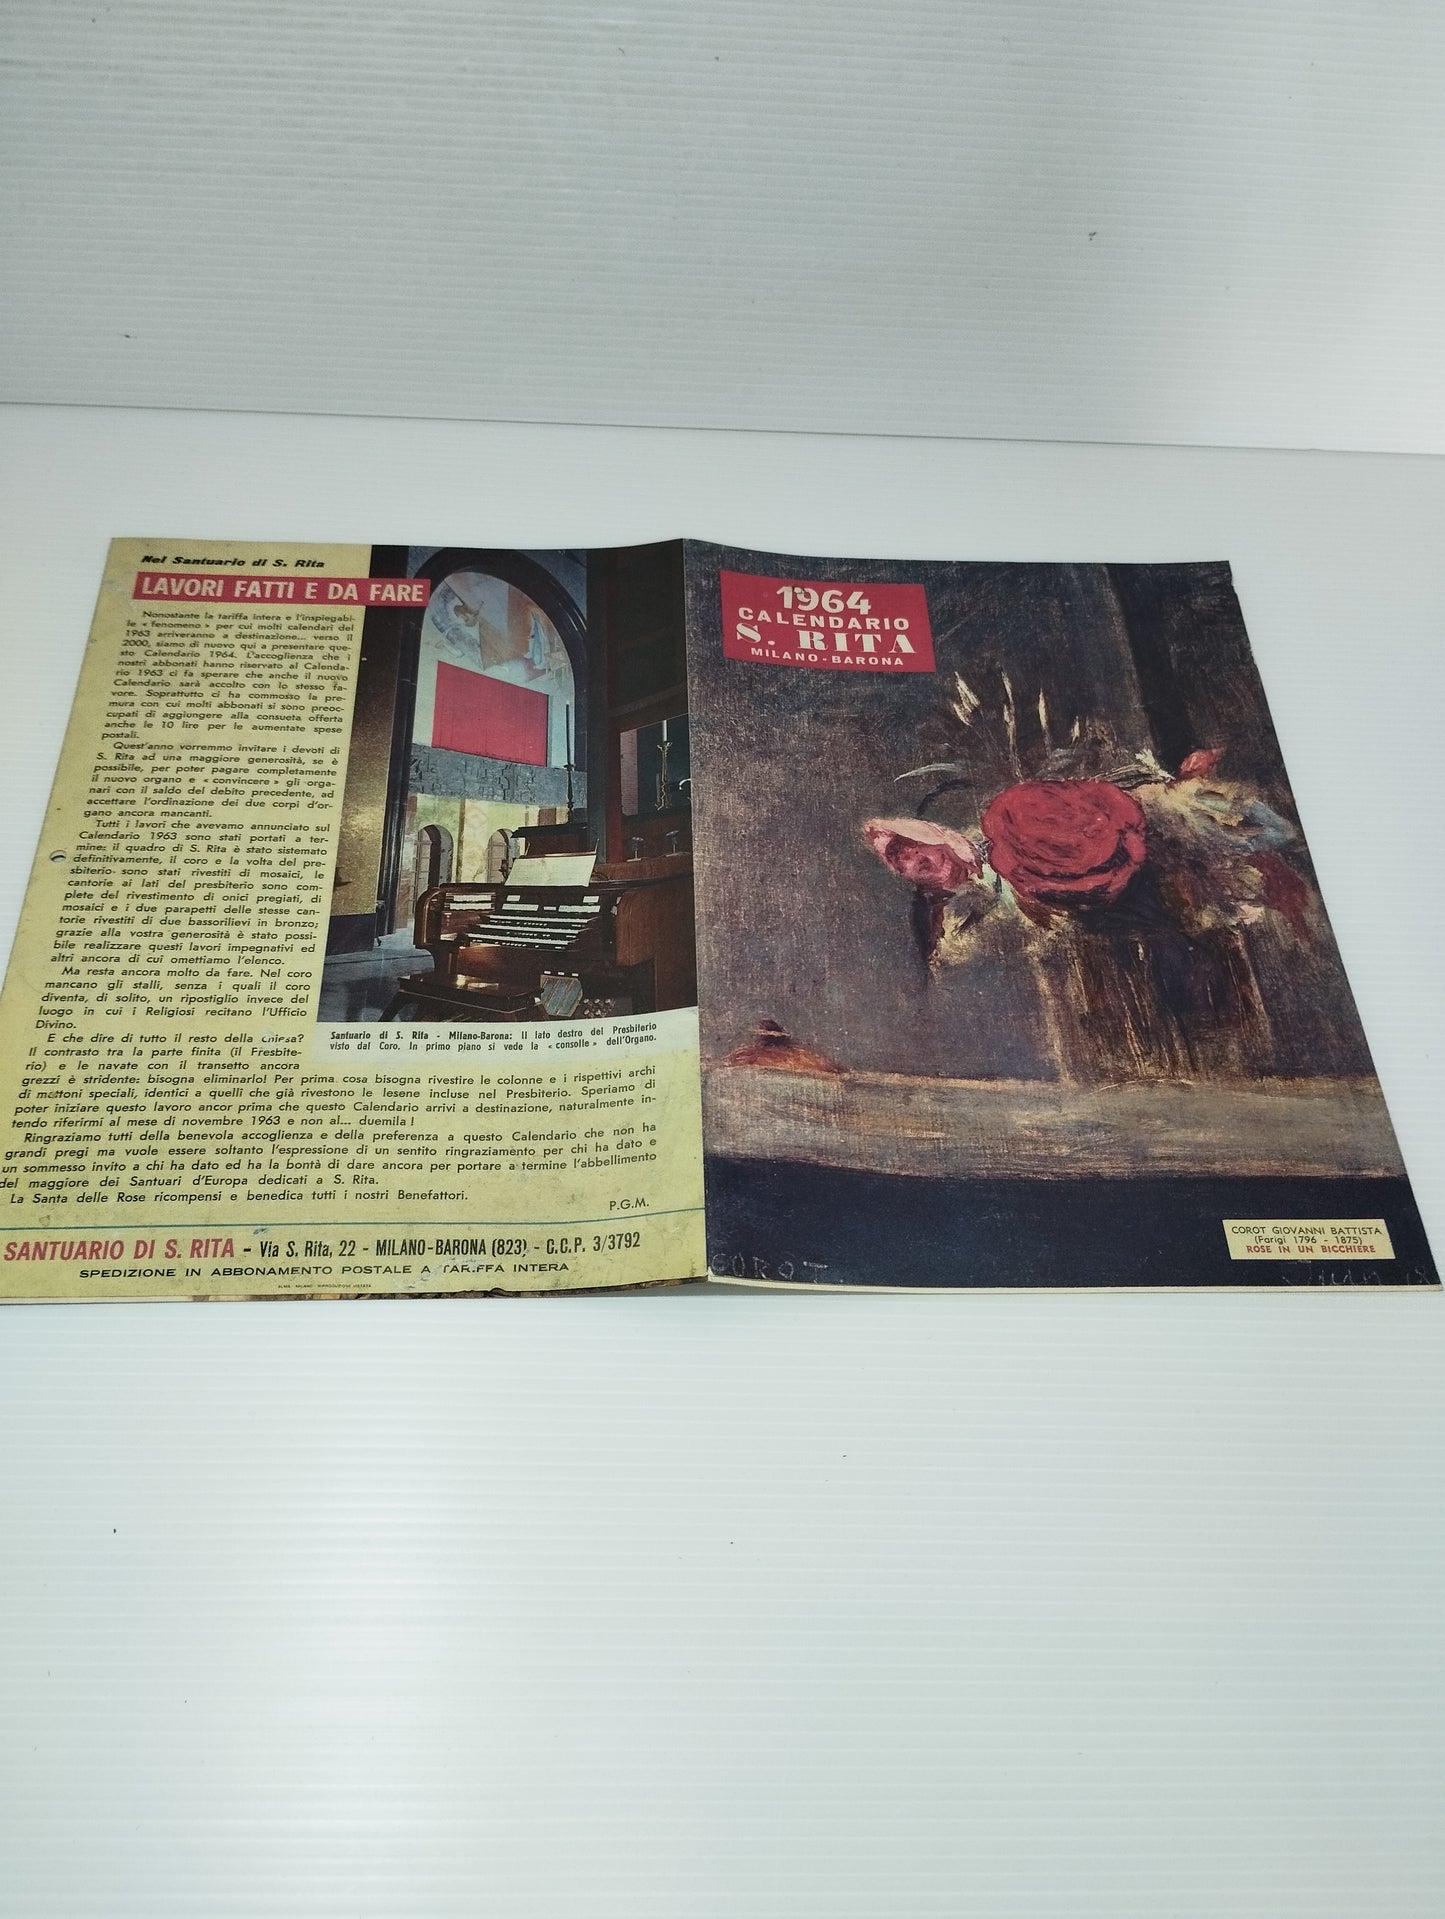 Nel Santuario di S. Rita
LAVORI FATTI E DA FARE
Nonostante la tariffa intera e l'inspiegabi-
le « fenomeno » per cui molti calendari del
1963 arriveranno a destinazione... verso il
2000, siamo di nuovo qui a presentare que-
sto Calendario 1964. L'accoglienza che i
nostri abbonati hanno riservato al Calenda-
rio 1963 ci fa sperare che anche il nuovo
Calendario sarà accolto con lo stesso fa-
vore. Soprattutto ci ha commosso la pre-
mura con cui molti abbonati si sono preoc-
cupati di aggiungere alla consueta offerta
anche le 10 lire per le aumentate spese
postali.
Quest'anno vorremmo invitare i devoti di
S. Rita ad una maggiore generosità, se è
possibile, per poter pagare completamente
il nuovo organo e « convincere » gli orga-
nari con il saldo del debito precedente, ad
accettare l'ordinazione dei due corpi d'or-
gano ancora mancanti.
Tutti i lavori che avevamo annunciato sul
Calendario 1963 sono stati portati a ter-
mine: il quadro di S. Rita è stato sistemato
definitivamente, il coro e la volta del pre-
sbiterio sono stati rivestiti di mosaici, le
cantorie ai lati del presbiterio sono com-
plete del rivestimento di onici pregiati, di
mosaici e i due parapetti delle stesse can-
torie rivestiti di due bassorilievi in bronzo;
grazie alla vostra generosità è stato possi-
bile realizzare questi lavori impegnativi ed
altri ancora di cui omettiamo l'elenco.
Ma resta ancora molto da fare. Nel coro
mancano gli stalli, senza i quali il coro
diventa, di solito, un ripostiglio invece del
luogo in cui i Religiosi recitano l'Ufficio
Divino.
E che dire di tutto il resto della chiesa?
Il contrasto tra la parte finita (il Presbite-
rio) e le navate con il transetto ancora
grezzi è stridente: bisogna eliminarlo! Per prima cosa bisogna rivestire le colonne e i rispettivi archi
di mattoni speciali, identici a quelli che già rivestono le lesene incluse nel Presbiterio. Speriamo di
poter iniziare questo lavoro ancor prima che questo Calendario arrivi a destinazione, naturalmente in-
tendo riferirmi al mese di novembre 1963 e non al... duemila !
Ringraziamo tutti della benevola accoglienza e della preferenza a questo Calendario che non ha
grandi pregi ma vuole essere soltanto l'espressione di un sentito ringraziamento per chi ha dato e
un sommesso invito a chi ha dato ed ha la bontà di dare ancora per portare a termine l'abbellimento
del maggiore dei Santuari d'Europa dedicati a S. Rita.
La Santa delle Rose ricompensi e benedica tutti i nostri Benefattori.
P.G.M.
Santuario di S. Rita - Milano-Barona: Il lato destro del Presbiterio
visto dal Coro. In primo piano si vede la « consolle » dell'Organo.
SANTUARIO DI S. RITA - Via S. Rita, 22 - MILANO-BARONA (823) - C.C.P. 3/3792
SPEDIZIONE IN ABBONAMENTO POSTALE A TARIFFA INTERA
1964
CALENDARIO
S. RITA
MILANO-BARONA
COROT
COROT GIOVANNI BATTISTA
(Parigi 1796 - 1875)
ROSE IN UN BICCHIERE